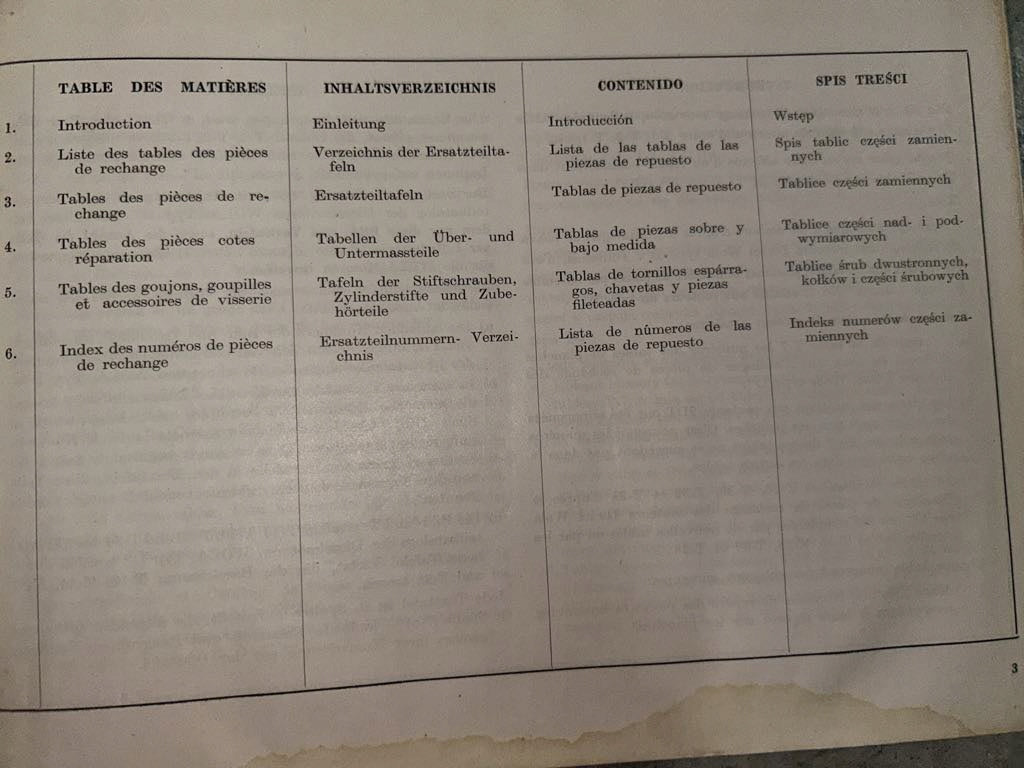 TABLE DES MATIÈRES
1. Introduction
2. Liste des tables des pièces
de rechange
3. Tables des pièces de re-
change
4. Tables des pièces cotes
réparation
5. Tables des goujons, goupilles
et accessoires de visserie
6. Index des numéros de pièces
de rechange
INHALTSVERZEICHNIS
Einleitung
Verzeichnis der Ersatzteilta-
feln
Ersatzteiltafeln
Tabellen der Über- und
Untermassteile
Tafeln der Stiftschrauben,
Zylinderstifte und Zube-
hörteile
Ersatzteilnummern- Verzei-
chnis
CONTENIDO
Introducción
Lista de las tablas de las
piezas de repuesto
Tablas de piezas de repuesto
Tablas de piezas sobre y
bajo medida
Tablas de tornillos espárra-
gos, chavetas y piezas
fileteadas
Lista de números de las
piezas de repuesto
SPIS TREŚCI
Wstęp
Spis tablic części zamien-
nych
Tablice części zamiennych
Tablice części nad- i pod-
wymiarowych
Tablice śrub dwustronnych,
kołków i części śrubowych
Indeks numerów części za-
miennych
3